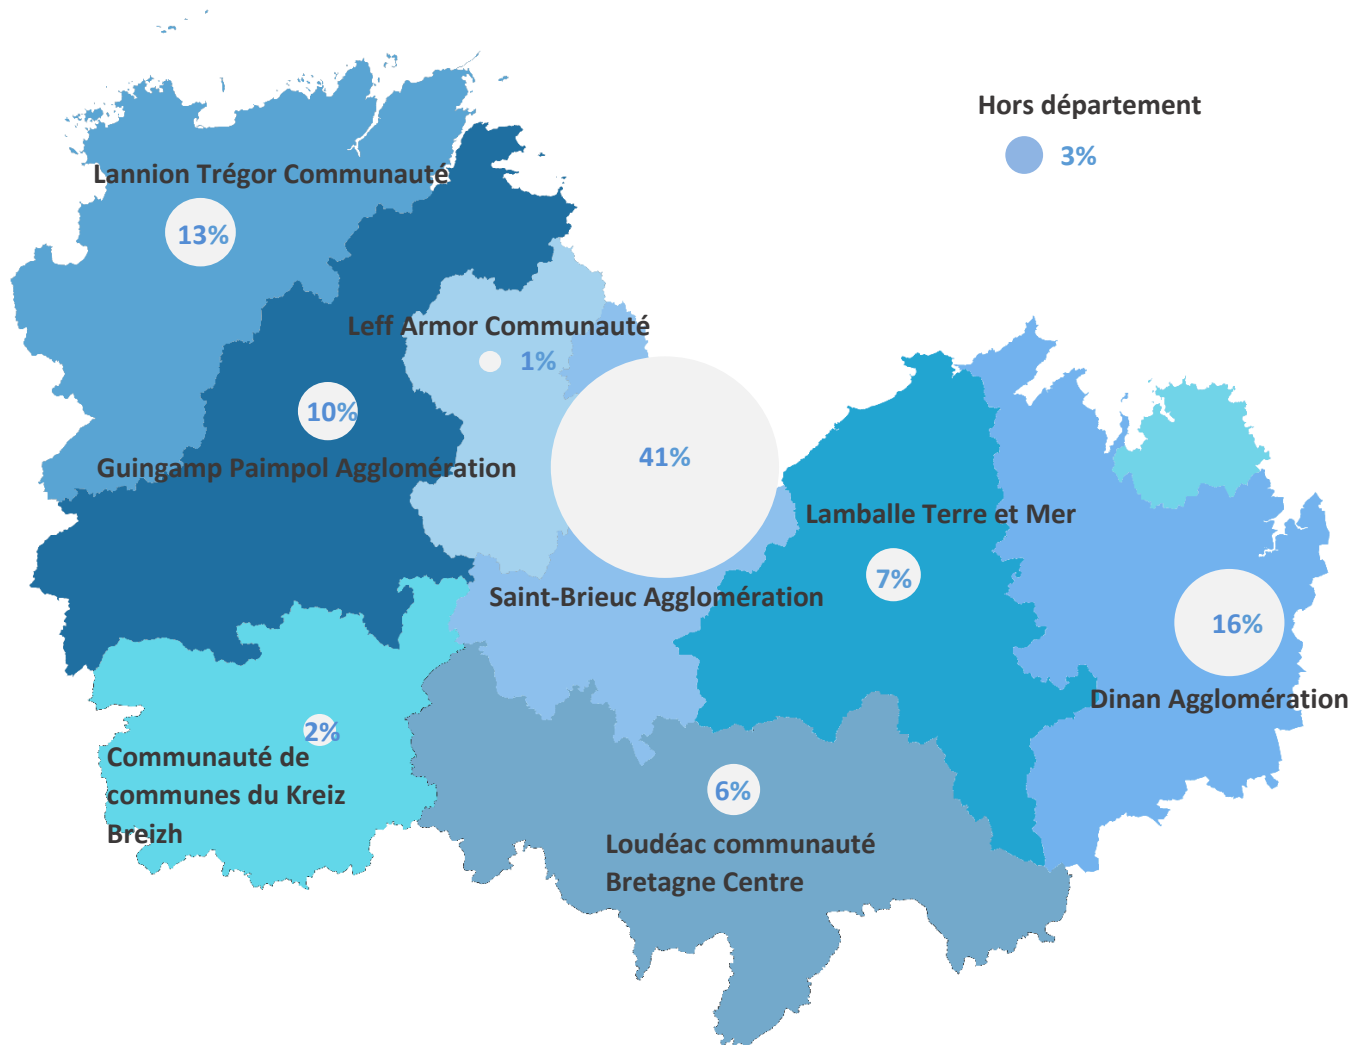 Hors département
3%
Lannion Trégor Communauté
13%
Leff Armor Communauté
1%
10%
Guingamp Paimpol Agglomération
41%
Lamballe Terre et Mer
7%
Saint-Brieuc Agglomération
16%
Dinan Agglomération
2%
Communauté de
communes du Kreiz
Breizh
6%
Loudéac communauté
Bretagne Centre